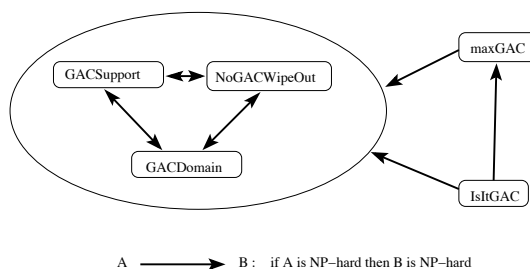 maxGAC
GACSupport
NoGACWipeOut
GACDomain
IsItGAC
A B : if A is NP−hard then B is NP−hard